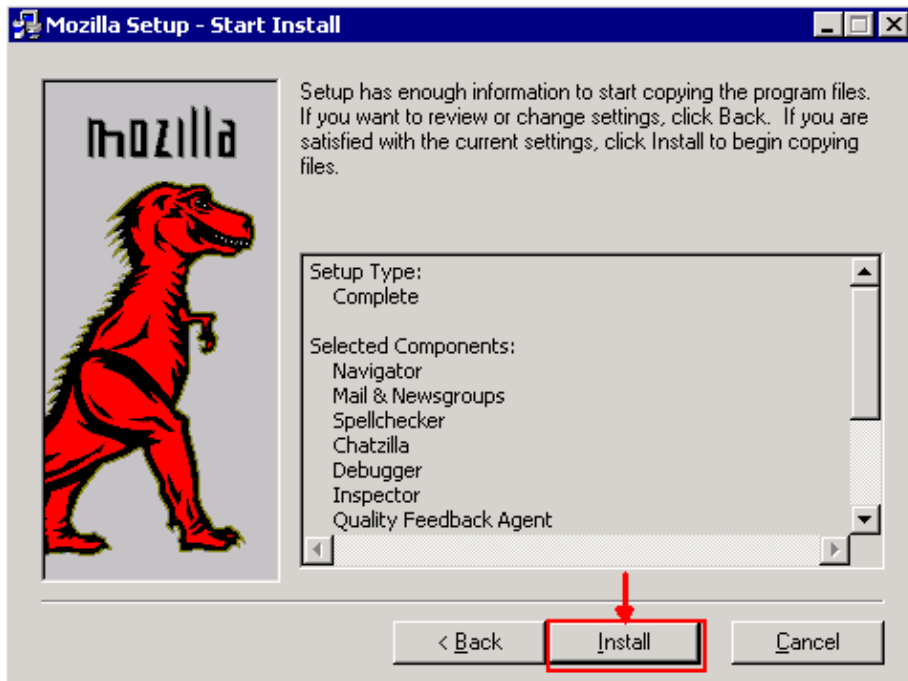 Mozilla Setup - Start Install
mozilla
Setup has enough information to start copying the program files.
If you want to review or change settings, click Back.  If you are
satisfied with the current settings, click Install to begin copying
files.
Setup Type:
Complete
Selected Components:
Navigator
Mail & Newsgroups
Spellchecker
Chatzilla
Debugger
Inspector
Quality Feedback Agent
< Back
Install
Cancel